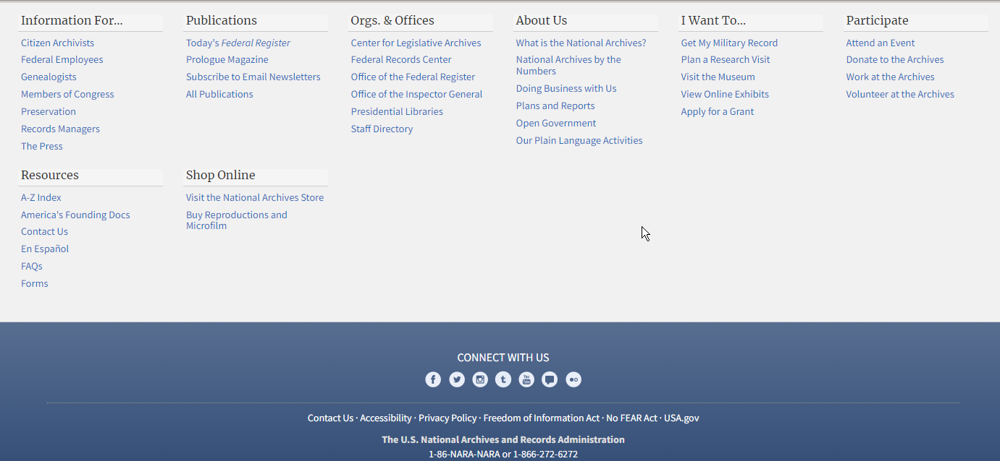 Information For...
Citizen Archivists
Federal Employees
Genealogists
Members of Congress
Preservation
Records Managers
The Press
Publications
Today's Federal Register
Prologue Magazine
Subscribe to Email Newsletters
All Publications
Orgs. & Offices
Center for Legislative Archives
Federal Records Center
Office of the Federal Register
Office of the Inspector General
Presidential Libraries
Staff Directory
About Us
What is the National Archives?
National Archives by the
Numbers
Doing Business with Us
Plans and Reports
Open Government
Our Plain Language Activities
I Want To...
Get My Military Record
Plan a Research Visit
Visit the Museum
View Online Exhibits
Apply for a Grant
Participate
Attend an Event
Donate to the Archives
Work at the Archives
Volunteer at the Archives
Resources
A-Z Index
America's Founding Docs
Contact Us
En Español
FAQs
Forms
Shop Online
Visit the National Archives Store
Buy Reproductions and
Microfilm
CONNECT WITH US
Contact Us · Accessibility · Privacy Policy · Freedom of Information Act · No FEAR Act · USA.gov
The U.S. National Archives and Records Administration
1-86-NARA-NARA or 1-866-272-6272